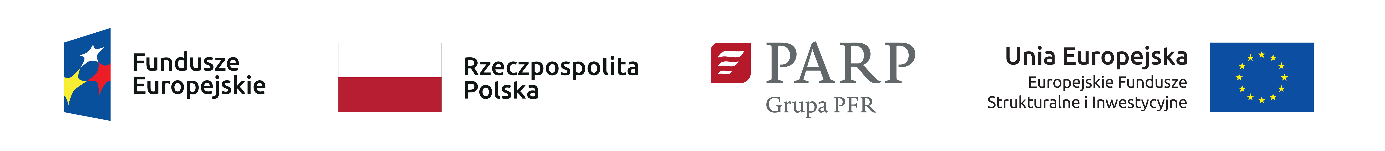 Fundusze
Europejskie
Rzeczpospolita
Polska
PARP
Grupa PFR
Unia Europejska
Europejskie Fundusze
Strukturalne i Inwestycyjne